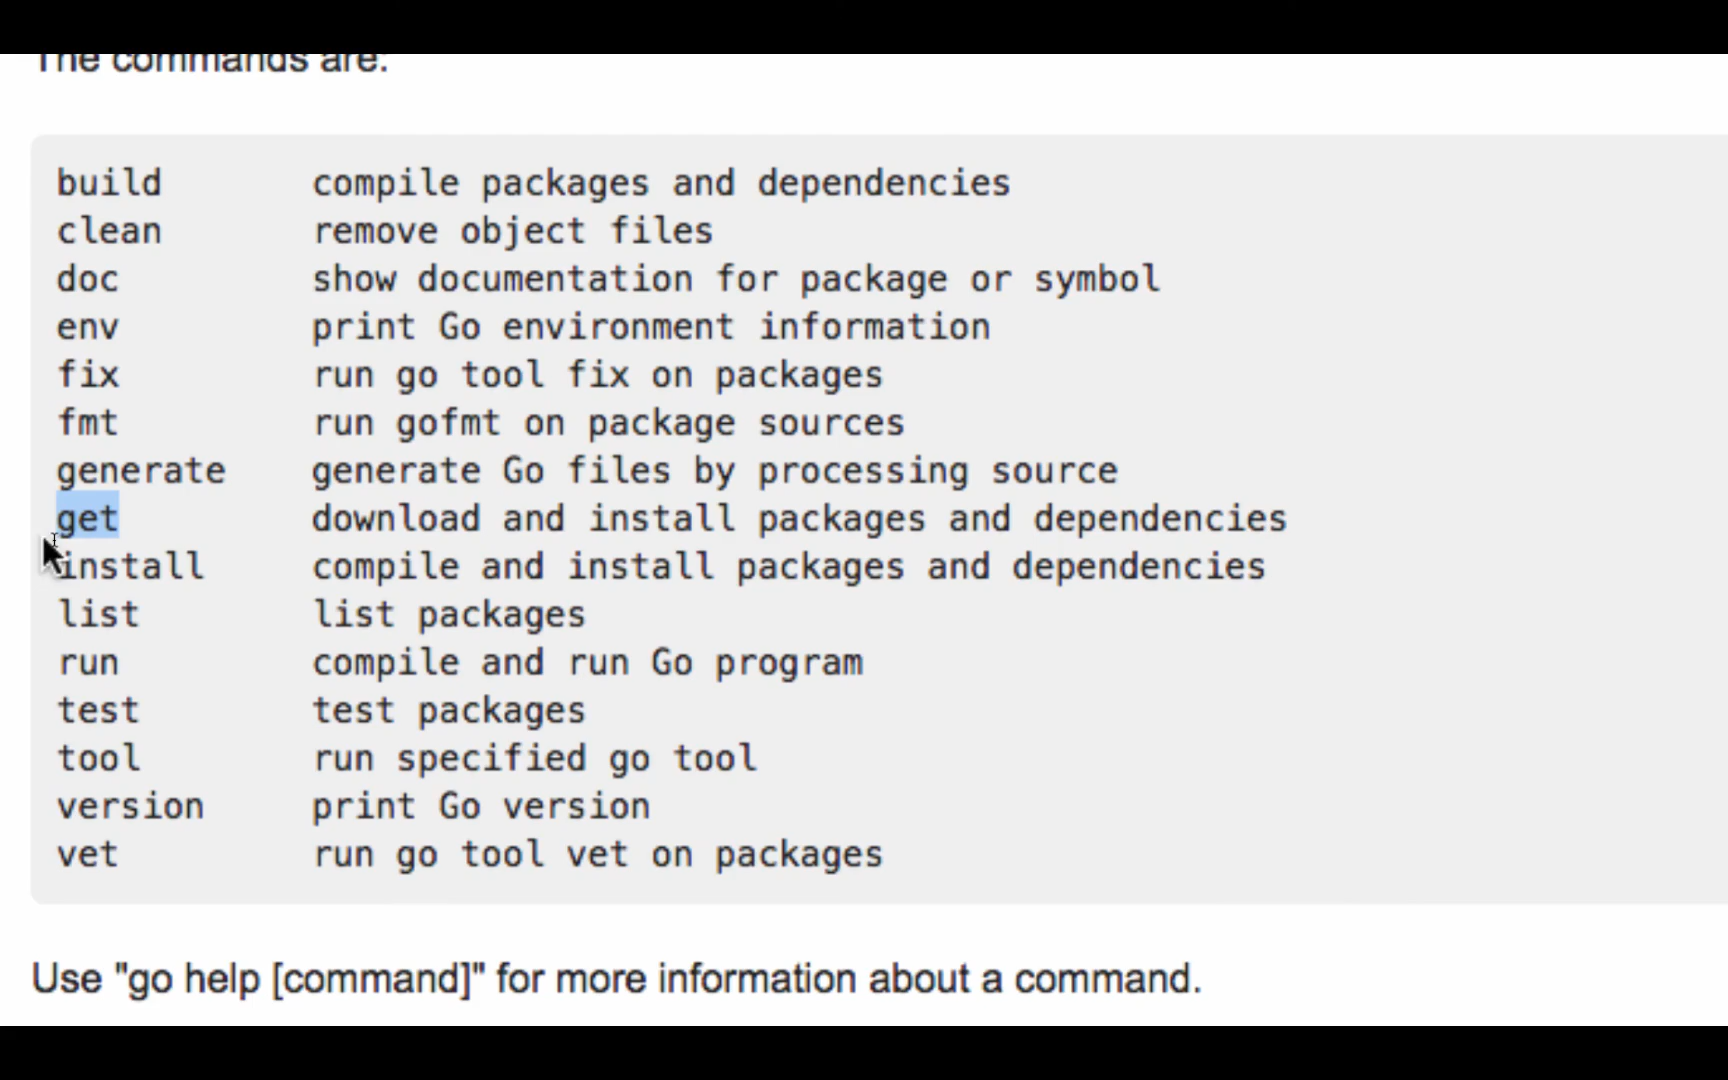 The commands are:
build compile packages and dependencies
clean remove object files
doc show documentation for package or symbol
env print Go environment information
fix run go tool fix on packages
fmt run gofmt on package sources
generate generate Go files by processing source
get download and install packages and dependencies
install compile and install packages and dependencies
list list packages
run compile and run Go program
test test packages
tool run specified go tool
version print Go version
vet run go tool vet on packages
Use "go help [command]" for more information about a command.